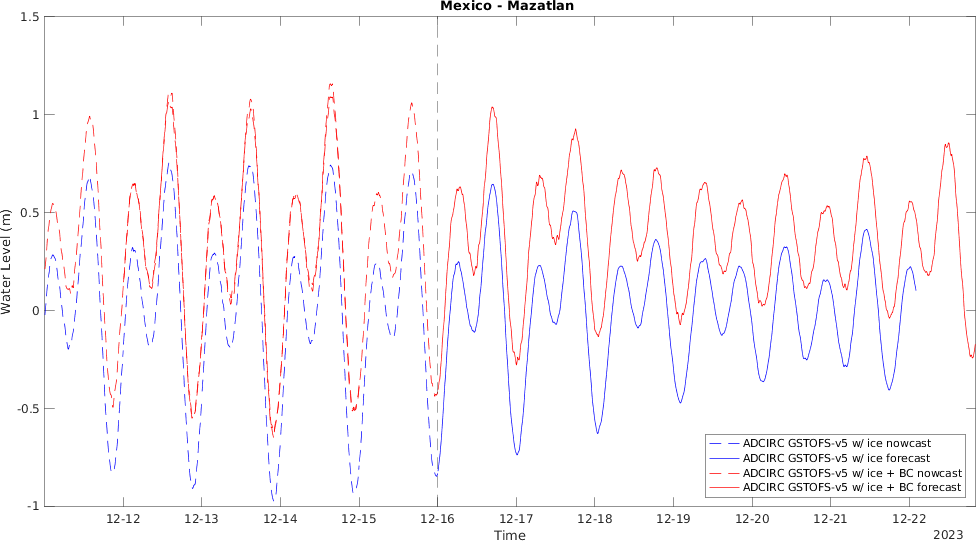 Mexico - Mazatlan
1.5
1
0.5
0
-0.5
-1
Water Level (m)
12-12 12-13 12-14 12-15 12-16 12-17 12-18 12-19 12-20 12-21 12-22
Time
2023
ADCIRC GSTOFS-v5 w/ ice nowcast
ADCIRC GSTOFS-v5 w/ ice forecast
ADCIRC GSTOFS-v5 w/ ice + BC nowcast
ADCIRC GSTOFS-v5 w/ ice + BC forecast